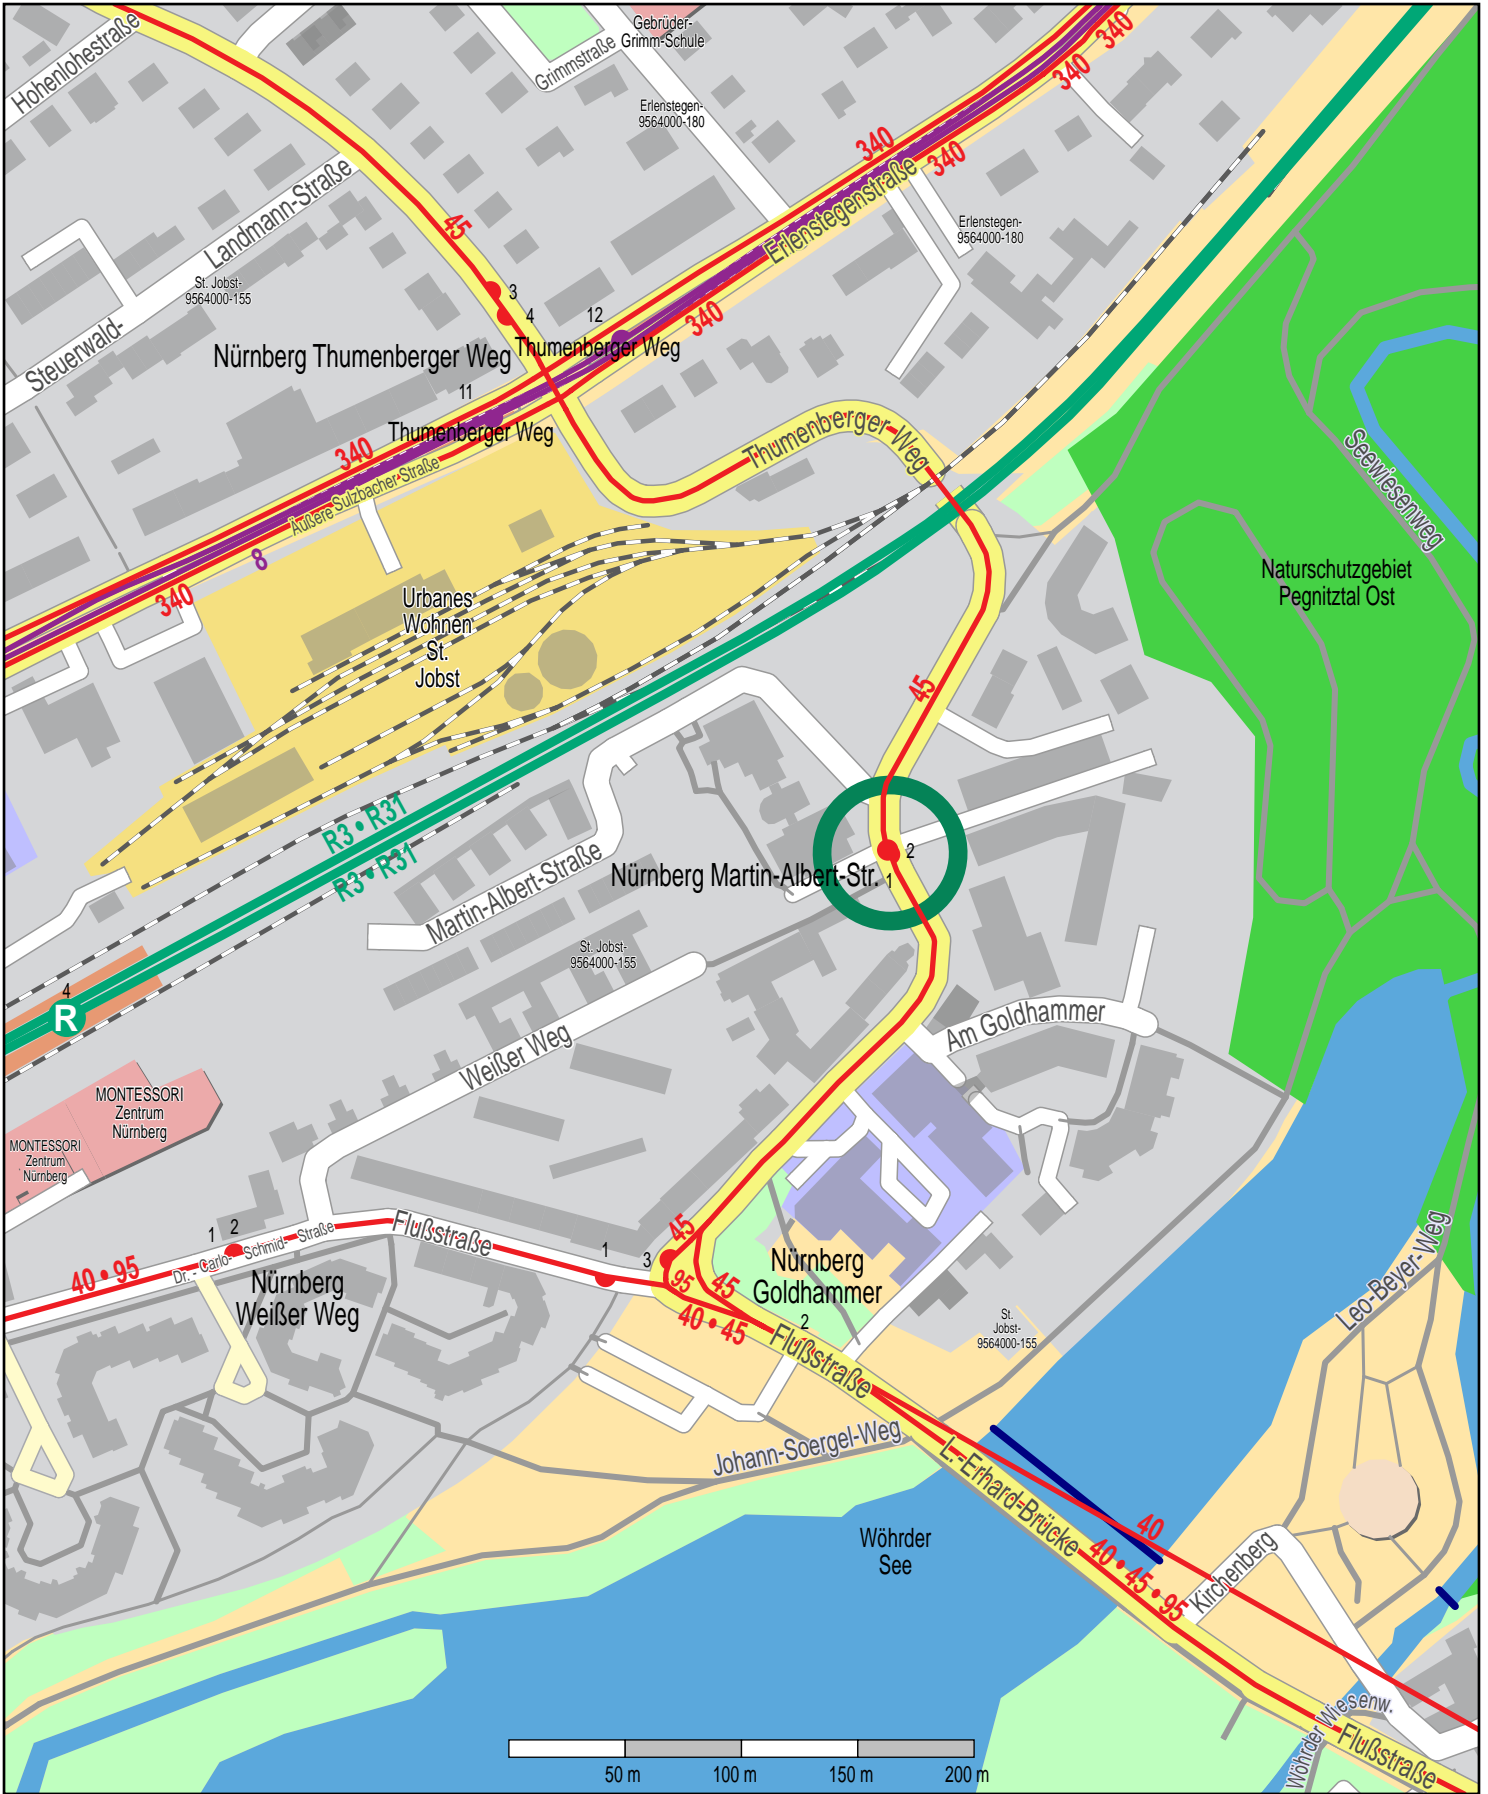 Hohenlohestraße
Gebrüder-
Grimm-Schule
Grimmstraße
340
340
Erlenstegen-
9564000-180
340
340
Landmann-Straße
45
Erlenstegenstraße
Erlenstegen-
9564000-180
St. Jobst-
9564000-155
3
4
12
340
Steuerwald-
Nürnberg Thumenberger Weg
Thumenberger Weg
11
Thumenberger Weg
340
Äußere Sulzbacher Straße
Thumenberger Weg
Seewiesenweg
8
340
Urbanes
Wohnen
St.
Jobst
Naturschutzgebiet
Pegnitztal Ost
45
R3 • R31
R3 • R31
Martin-Albert-Straße
Nürnberg Martin-Albert-Str.
2
1
St. Jobst-
9564000-155
4
R
Am Goldhammer
Weißer Weg
MONTESSORI
Zentrum
Nürnberg
MONTESSORI
Zentrum
Nürnberg
1
2
Dr. - Carlo- Schmid- Straße
Flußstraße
40 • 95
Nürnberg
Weißer Weg
1
3
45
95
45
40 • 45
Nürnberg
Goldhammer
2
Flußstraße
St.
Jobst-
9564000-155
Leo-Beyer-Weg
Johann-Soergel-Weg
L.-Erhard-Brücke
Wöhrder
See
40
40 • 45 • 95
Kirchenberg
Wöhrder Wiesenw.
Flußstraße
50 m
100 m
150 m
200 m